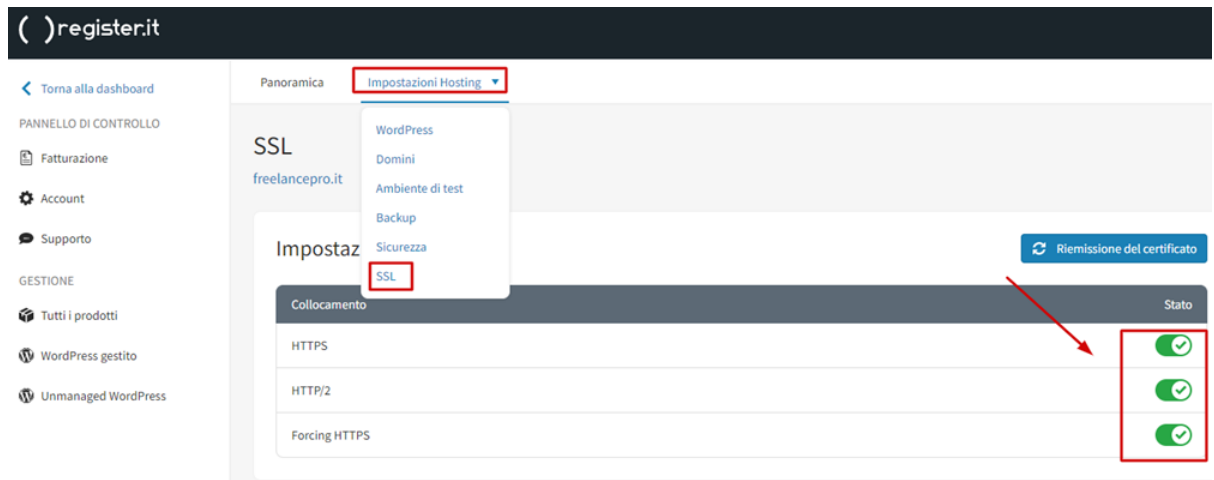 ( )register.it
Torna alla dashboard
PANNELLO DI CONTROLLO
Fatturazione
Account
Supporto
GESTIONE
Tutti i prodotti
WordPress gestito
Unmanaged WordPress
Panoramica
Impostazioni Hosting
WordPress
Domini
Ambiente di test
Backup
Sicurezza
SSL
SSL
freelancepro.it
Impostaz
Riemissione del certificato
Collocamento
Stato
HTTPS
HTTP/2
Forcing HTTPS